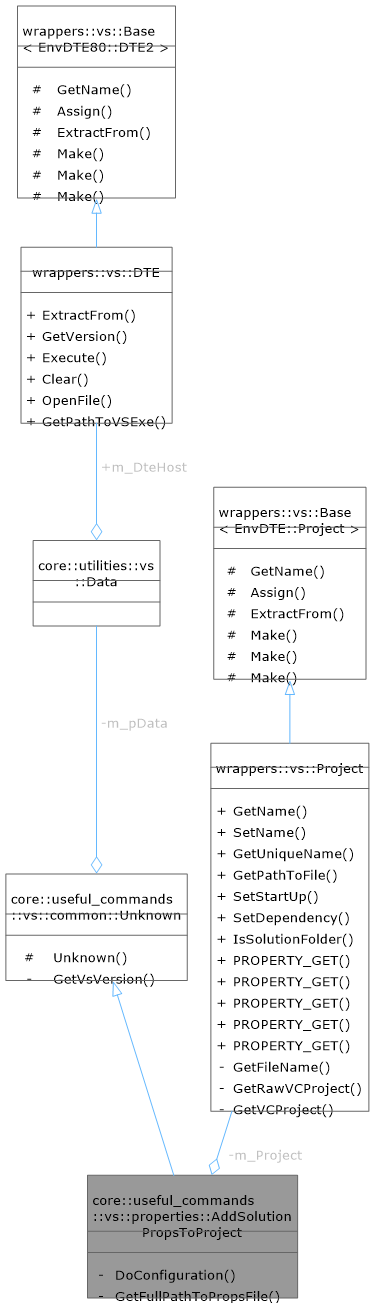 wrappers::vs::Base
< EnvDTE80::DTE2 >
# GetName()
# Assign()
# ExtractFrom()
# Make()
# Make()
# Make()
wrappers::vs::DTE
+ ExtractFrom()
+ GetVersion()
+ Execute()
+ Clear()
+ OpenFile()
+ GetPathToVSExe()
+m_DteHost
core::utilities::vs
::Data
-m_pData
core::useful_commands
::vs::common::Unknown
# Unknown()
- GetVsVersion()
wrappers::vs::Base
< EnvDTE::Project >
# GetName()
# Assign()
# ExtractFrom()
# Make()
# Make()
# Make()
wrappers::vs::Project
+ GetName()
+ SetName()
+ GetUniqueName()
+ GetPathToFile()
+ SetStartUp()
+ SetDependency()
+ IsSolutionFolder()
+ PROPERTY_GET()
+ PROPERTY_GET()
+ PROPERTY_GET()
+ PROPERTY_GET()
+ PROPERTY_GET()
- GetFileName()
- GetRawVCProject()
- GetVCProject()
-m_Project
core::useful_commands
::vs::properties::AddSolution
PropsToProject
- DoConfiguration()
- GetFullPathToPropsFile()